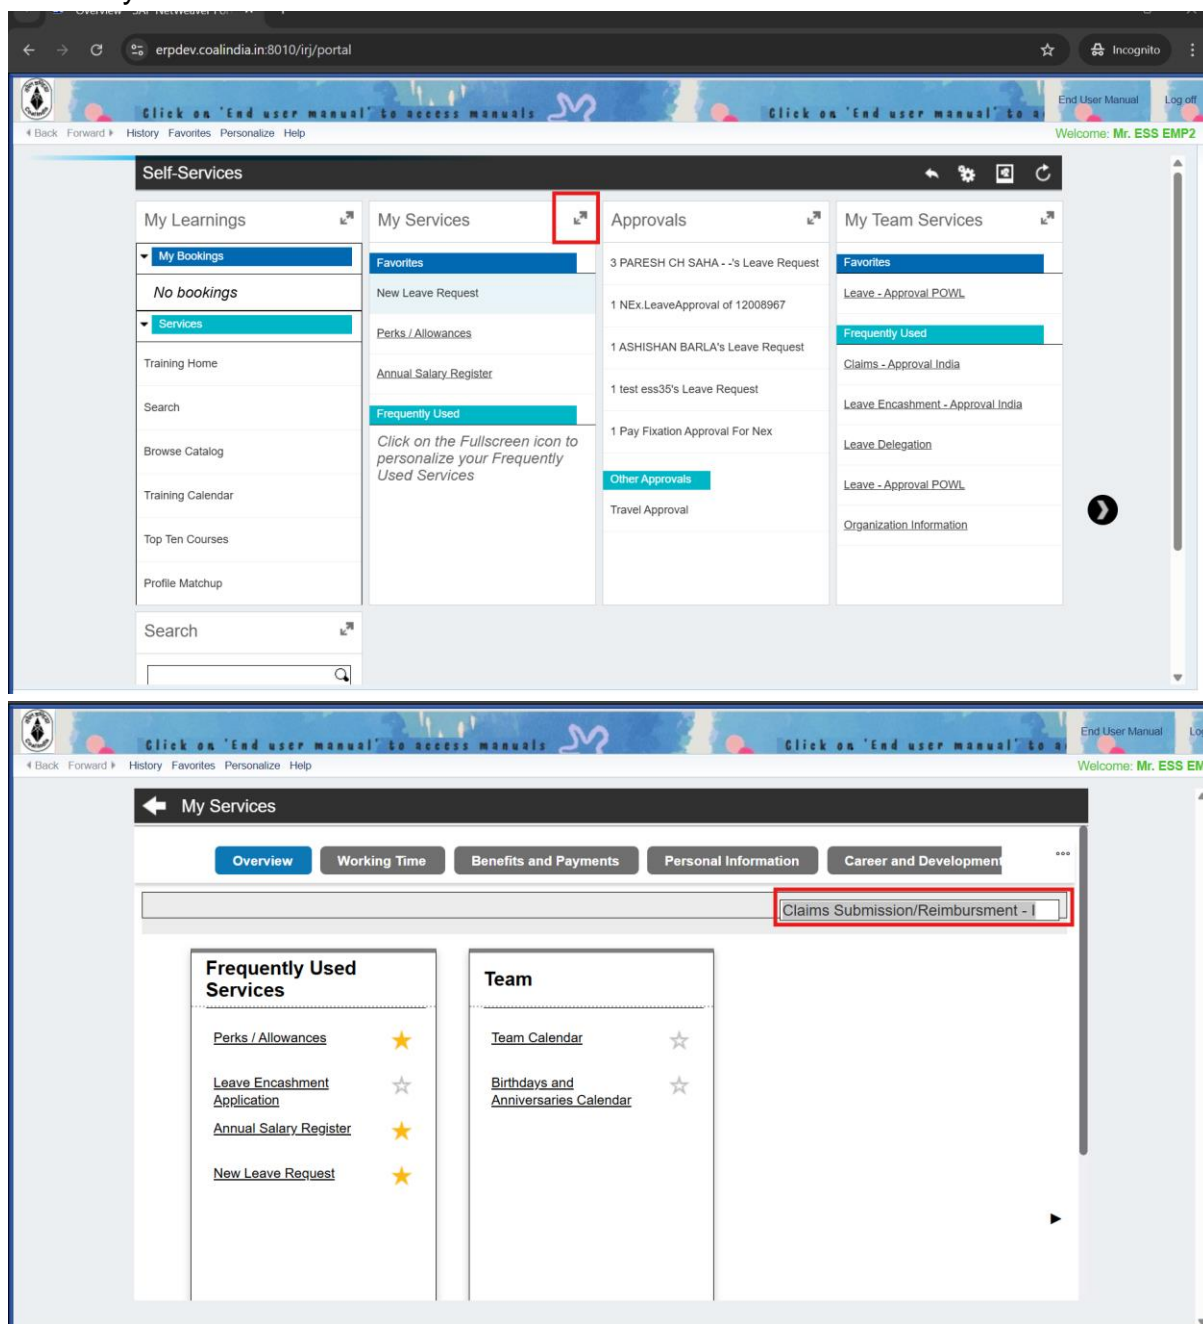 erpdev.coalindia.in:8010/irj/portal
Incognito
Click on 'End user manual' to access manuals
Click on 'End user manual' to a
End User Manual
Log off
Back Forward History Favorites Personalize Help
Welcome: Mr. ESS EMP2
Self-Services
My Learnings
My Bookings
No bookings
Services
Training Home
Search
Browse Catalog
Training Calendar
Top Ten Courses
Profile Matchup
My Services
Favorites
New Leave Request
Perks / Allowances
Annual Salary Register
Frequently Used
Click on the Fullscreen icon to
personalize your Frequently
Used Services
Approvals
3 PARESH CH SAHA - -'s Leave Request
1 NEx.LeaveApproval of 12008967
1 ASHISHAN BARLA's Leave Request
1 test ess35's Leave Request
1 Pay Fixation Approval For Nex
Other Approvals
Travel Approval
My Team Services
Favorites
Leave - Approval POWL
Frequently Used
Claims - Approval India
Leave Encashment - Approval India
Leave Delegation
Leave - Approval POWL
Organization Information
Search
Click on 'End user manual' to access manuals
Click on 'End user manual' to a
End User Manual
Lo
Back Forward History Favorites Personalize Help
Welcome: Mr. ESS EM
My Services
Overview
Working Time
Benefits and Payments
Personal Information
Career and Development
Claims Submission/Reimbursment - I
Frequently Used
Services
Perks / Allowances
Leave Encashment
Application
Annual Salary Register
New Leave Request
Team
Team Calendar
Birthdays and
Anniversaries Calendar